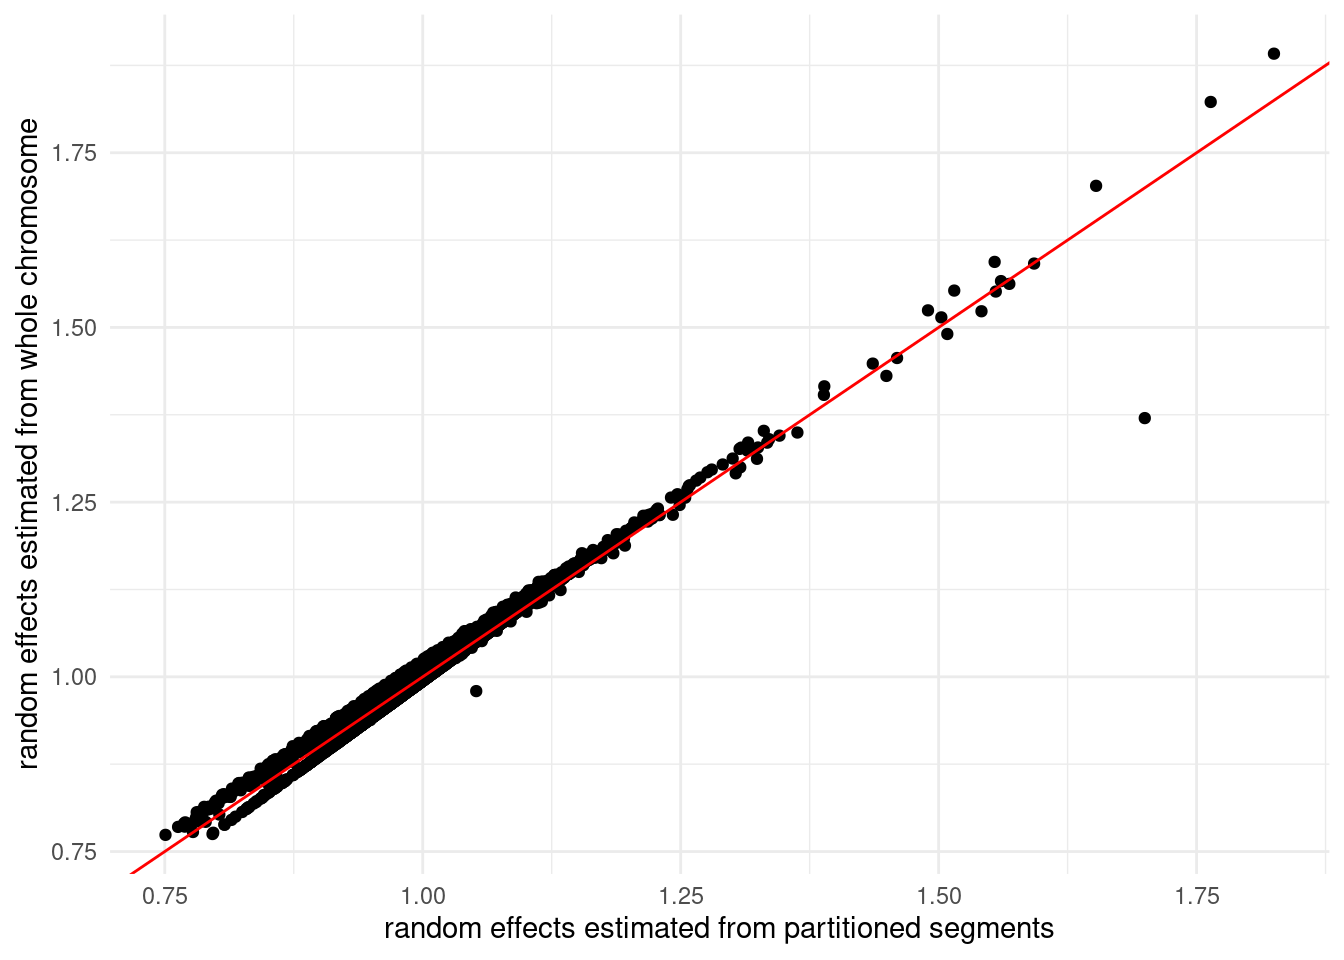 random effects estimated from whole chromosome
1.75
1.50
1.25
1.00
0.75
0.75 1.00 1.25 1.50 1.75
random effects estimated from partitioned segments